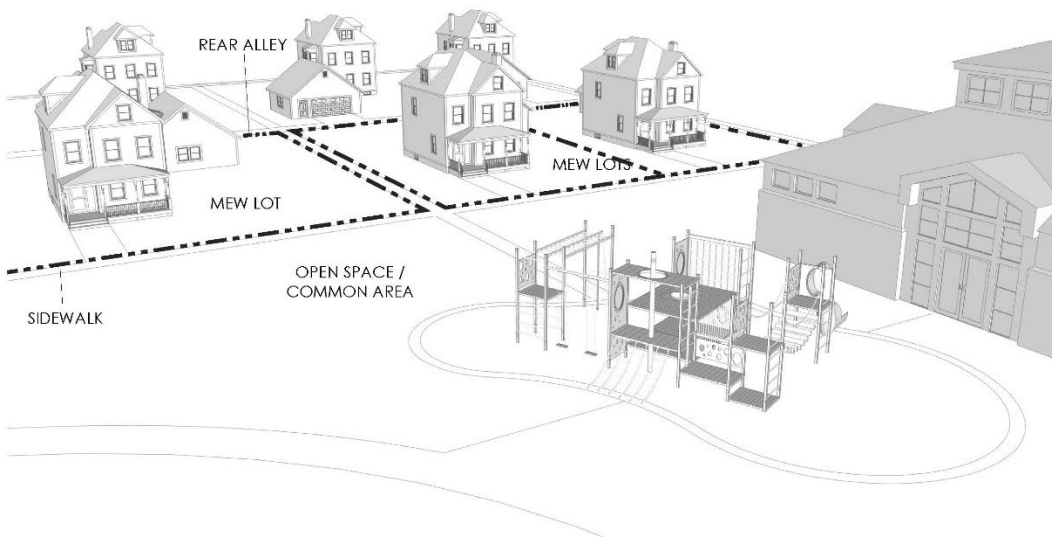 REAR ALLEY
MEW LOTS
MEW LOT
OPEN SPACE /
COMMON AREA
SIDEWALK